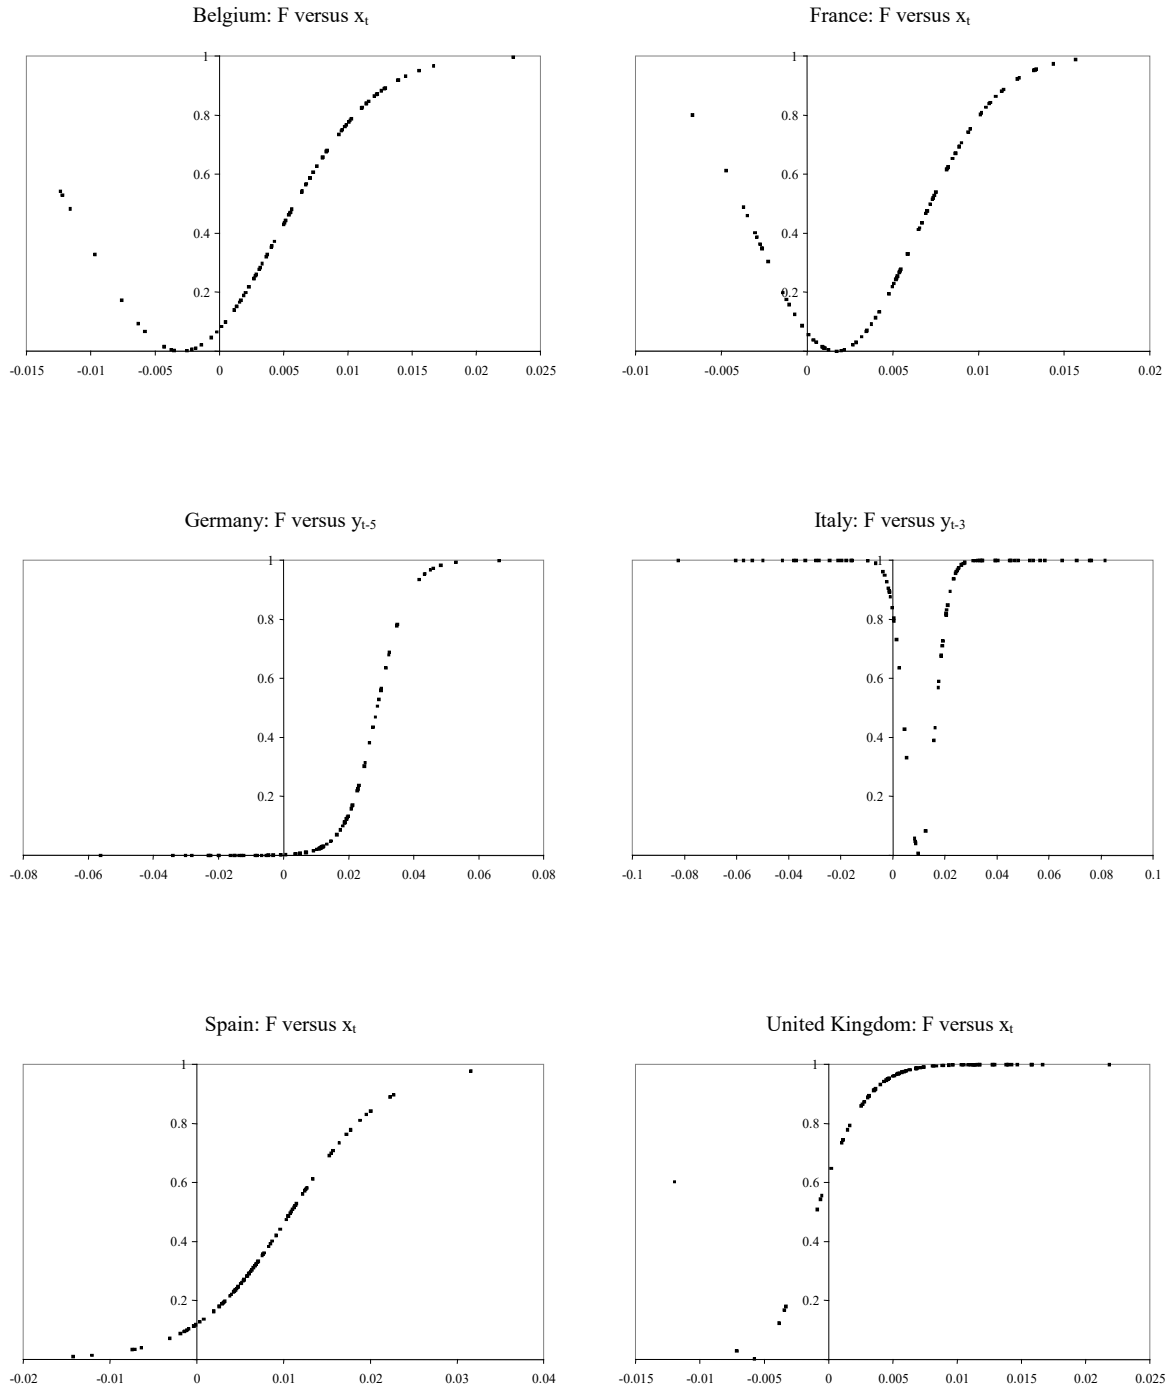 Belgium: F versus xt
France: F versus xt
1
0.8
0.6
0.4
0.2
-0.015 -0.01 -0.005 0 0.005 0.01 0.015 0.02 0.025
1
0.8
0.6
0.4
0.2
-0.01 -0.005 0 0.005 0.01 0.015 0.02
Germany: F versus yt-5
Italy: F versus yt-3
1
0.8
0.6
0.4
0.2
-0.08 -0.06 -0.04 -0.02 0 0.02 0.04 0.06 0.08
1
0.8
0.6
0.4
0.2
-0.1 -0.08 -0.06 -0.04 -0.02 0 0.02 0.04 0.06 0.08 0.1
Spain: F versus xt
United Kingdom: F versus xt
1
0.8
0.6
0.4
0.2
-0.02 -0.01 0 0.01 0.02 0.03 0.04
1
0.8
0.6
0.4
0.2
-0.015 -0.01 -0.005 0 0.005 0.01 0.015 0.02 0.025